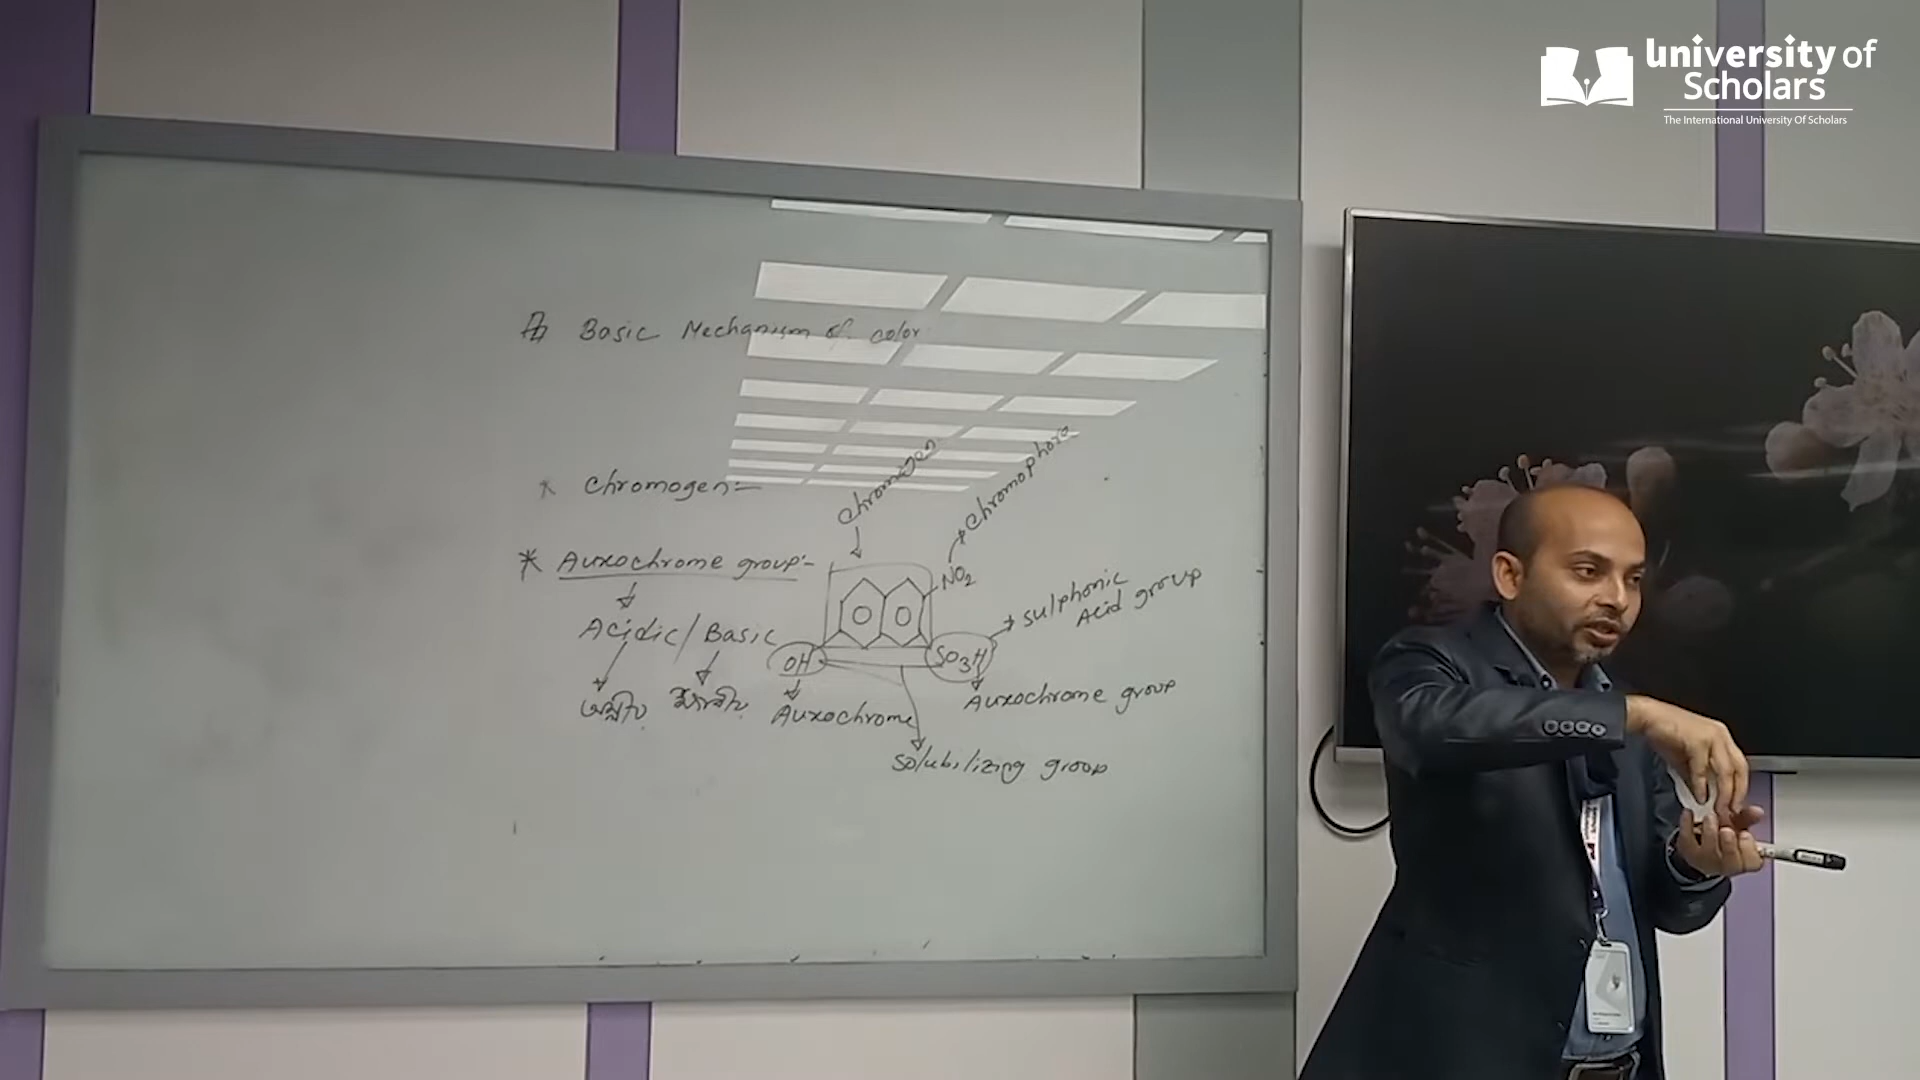 University of
Scholars
The International University Of Scholars
Basic Mechanism of color
* Chromogen:-
Chromogen
Chromophore
* Auxochrome group:-
NO2
Sulphonic
Acid group
Acidic / Basic
OH
SO3H
অম্লীয় ক্ষারীয়
Auxochrome
Auxochrome group
Solubilizing group